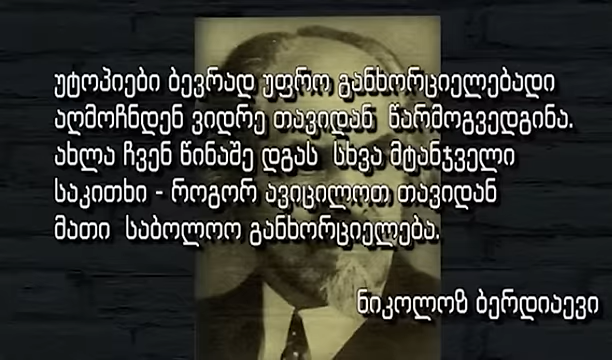 უტოპიები ბევრად უფრო განხორციელებადი
აღმოჩნდენ ვიდრე თავიდან წარმოგვედგინა.
ახლა ჩვენ წინაშე დგას სხვა მტანჯველი
საკითხი - როგორ ავიცილოთ თავიდან
მათი საბოლოო განხორციელება.
ნიკოლოზ ბერდიაევი